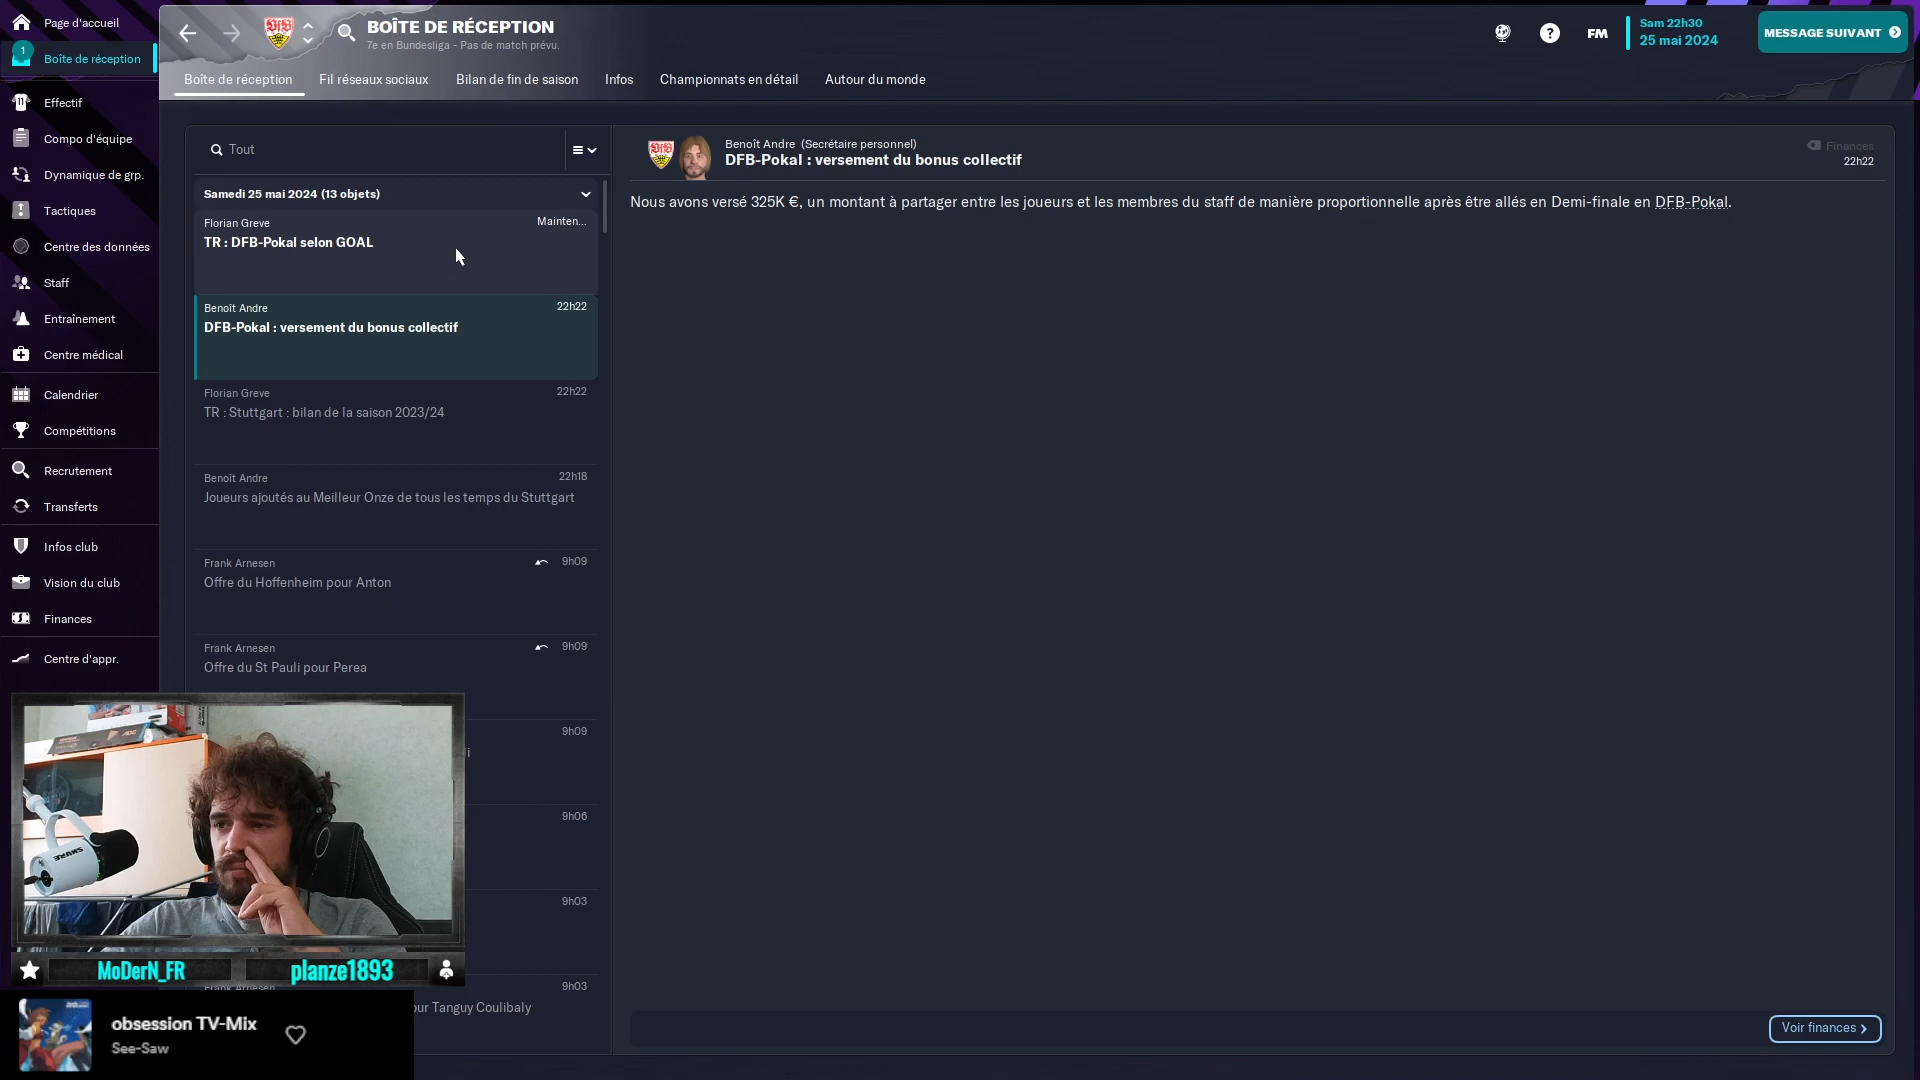 Page d'accueil
1
Boîte de réception
Effectif
Compo d'équipe
Dynamique de grp.
Tactiques
Centre des données
Staff
Entraînement
Centre médical
Calendrier
Compétitions
Recrutement
Transferts
Infos club
Vision du club
Finances
Centre d'appr.
BOÎTE DE RÉCEPTION
7e en Bundesliga - Pas de match prévu.
FM
Sam 22h30
25 mai 2024
MESSAGE SUIVANT
Boîte de réception
Fil réseaux sociaux
Bilan de fin de saison
Infos
Championnats en détail
Autour du monde
Tout
Samedi 25 mai 2024 (13 objets)
Florian Greve
Mainten...
TR : DFB-Pokal selon GOAL
Benoît Andre
22h22
DFB-Pokal : versement du bonus collectif
Florian Greve
22h22
TR : Stuttgart : bilan de la saison 2023/24
Benoît Andre
22h18
Joueurs ajoutés au Meilleur Onze de tous les temps du Stuttgart
Frank Arnesen
9h09
Offre du Hoffenheim pour Anton
Frank Arnesen
9h09
Offre du St Pauli pour Perea
9h09
9h06
9h03
Frank Arnesen
9h03
our Tanguy Coulibaly
Benoît Andre (Secrétaire personnel)
DFB-Pokal : versement du bonus collectif
Finances
22h22
Nous avons versé 325K €, un montant à partager entre les joueurs et les membres du staff de manière proportionnelle après être allés en Demi-finale en DFB-Pokal.
Voir finances
SHURE
MoDerN_FR
planze1893
obsession TV-Mix
See-Saw